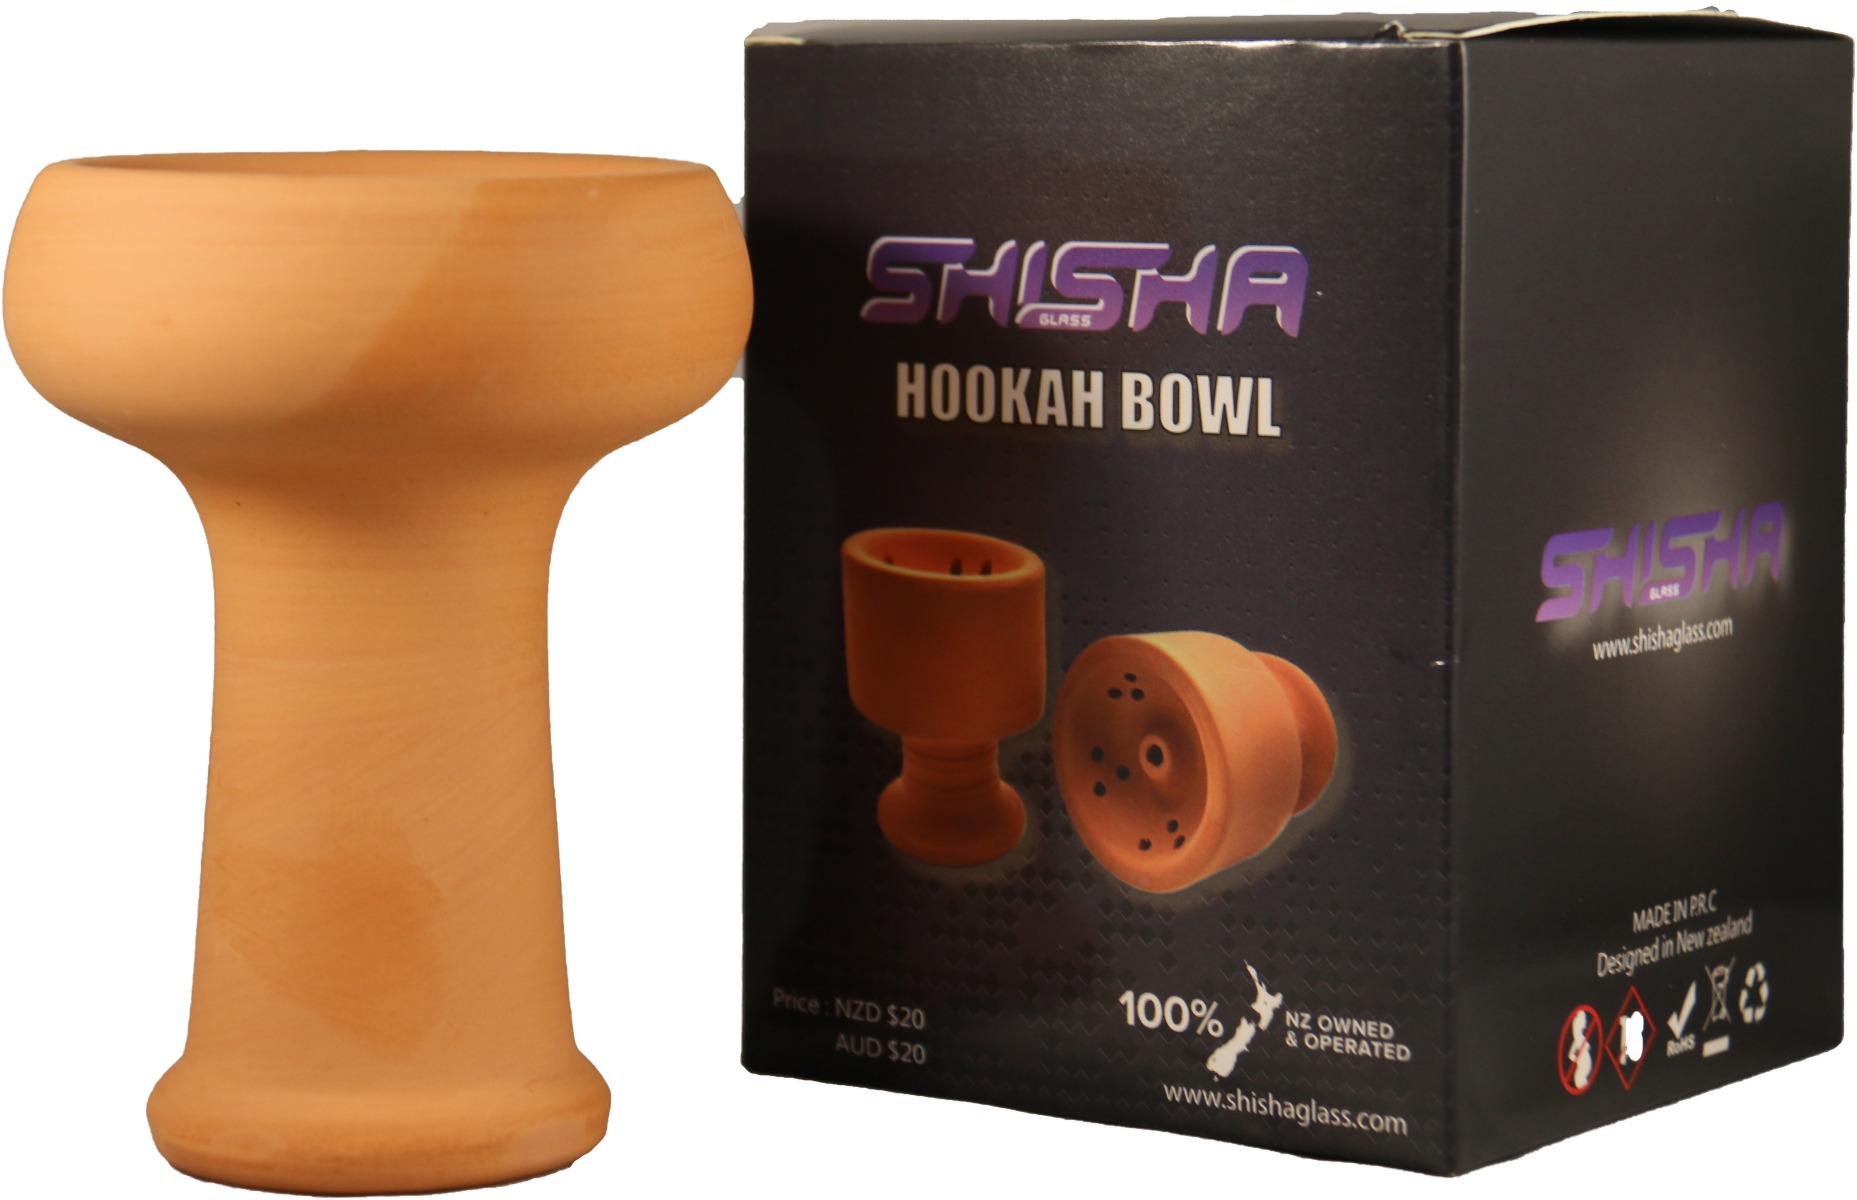 SHISHA
GLASS
HOOKAH BOWL
Price : NZD $20
AUD $20
100%
NZ OWNED
& OPERATED
www.shishaglass.com
SHISHA
GLASS
www.shishaglass.com
MADE IN P.R.C
Designed in New zealand
RoHS